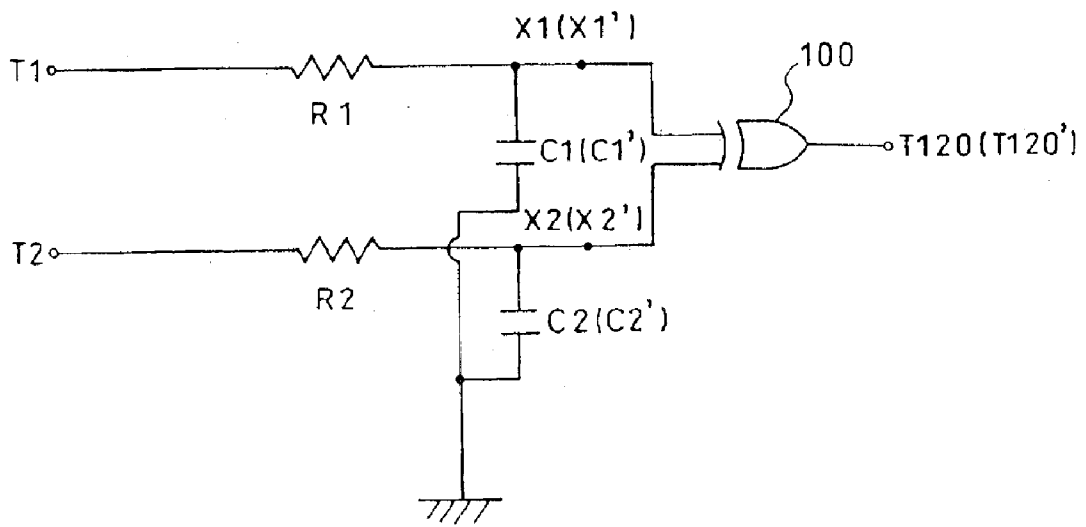 X1(X1')
100
T1
R1
C1(C1')
T120(T120')
X2(X2')
T2
R2
C2(C2')